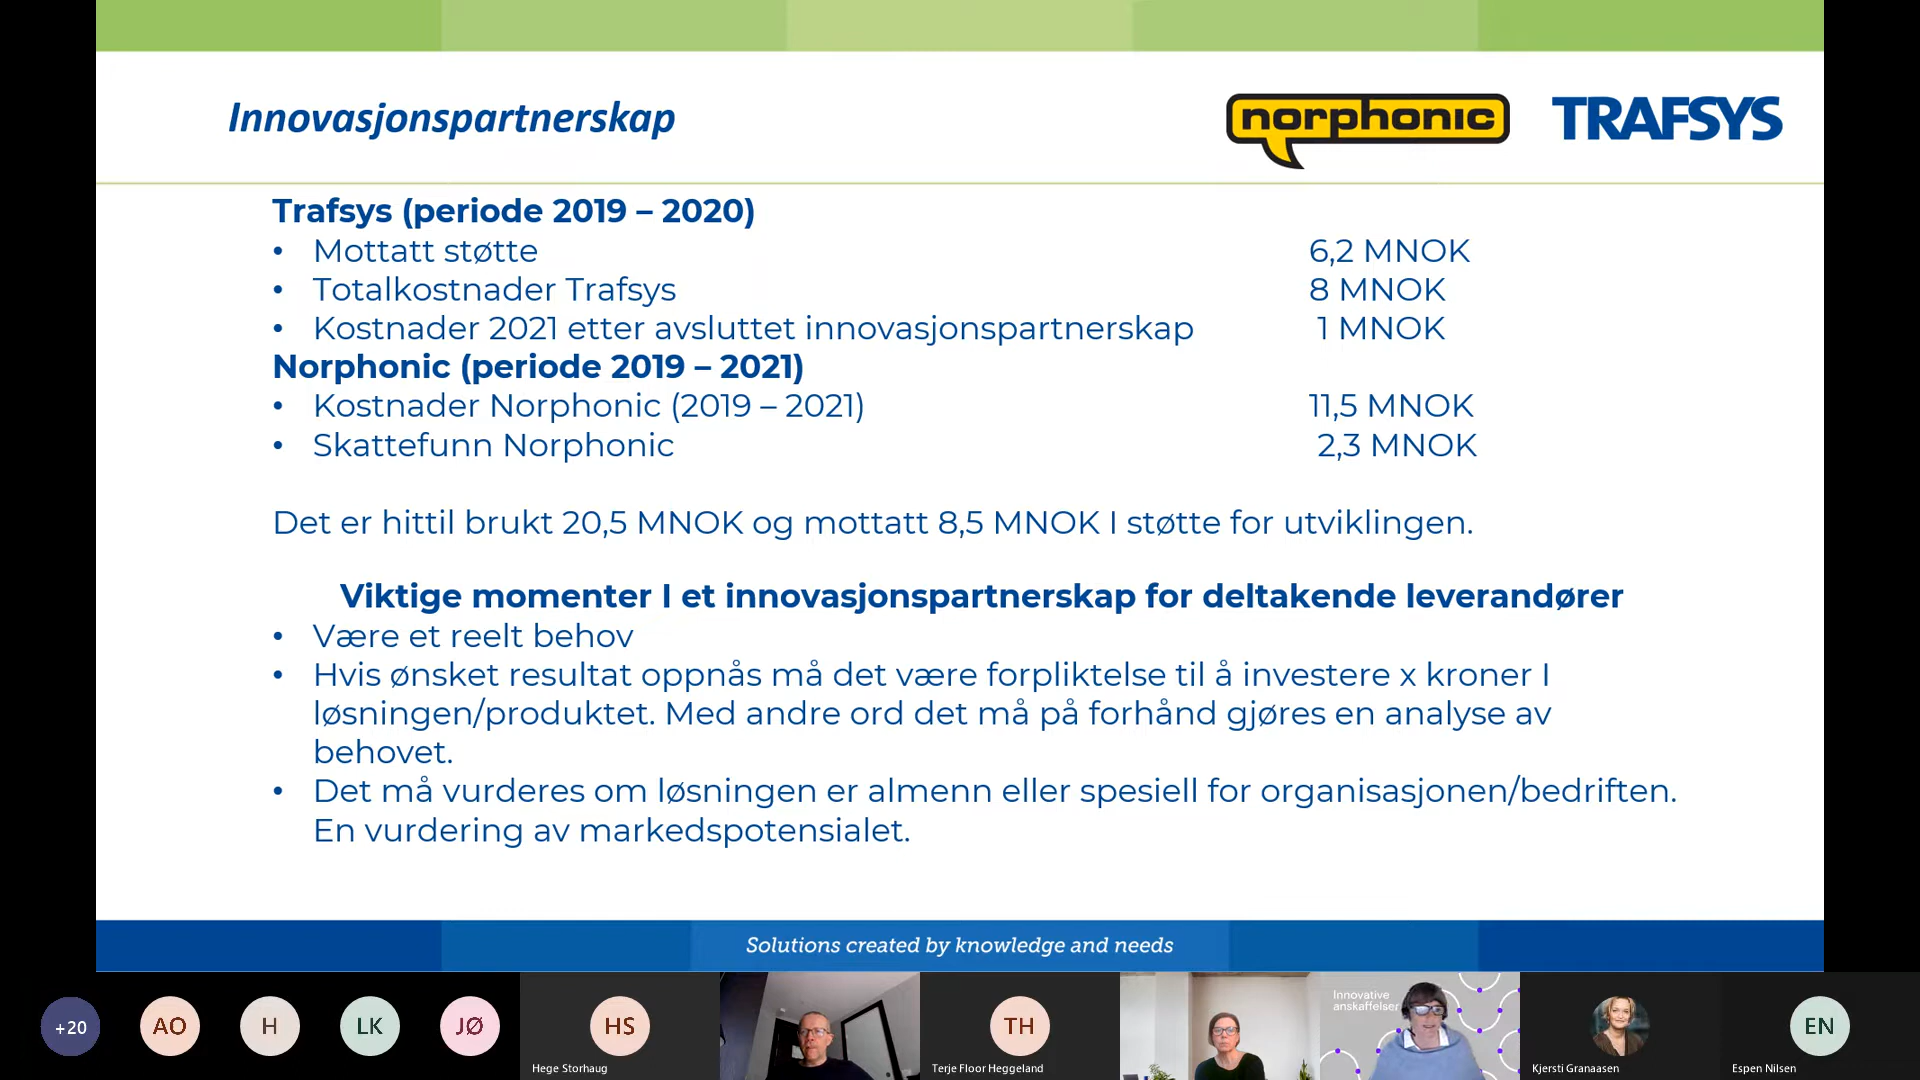 Innovasjonspartnerskap
norphonic
TRAFSYS
Trafsys (periode 2019 – 2020)
• Mottatt støtte 6,2 MNOK
• Totalkostnader Trafsys 8 MNOK
• Kostnader 2021 etter avsluttet innovasjonspartnerskap 1 MNOK
Norphonic (periode 2019 – 2021)
• Kostnader Norphonic (2019 – 2021) 11,5 MNOK
• Skattefunn Norphonic 2,3 MNOK
Det er hittil brukt 20,5 MNOK og mottatt 8,5 MNOK I støtte for utviklingen.
Viktige momenter I et innovasjonspartnerskap for deltakende leverandører
• Være et reelt behov
• Hvis ønsket resultat oppnås må det være forpliktelse til å investere x kroner I
løsningen/produktet. Med andre ord det må på forhånd gjøres en analyse av
behovet.
• Det må vurderes om løsningen er almenn eller spesiell for organisasjonen/bedriften.
En vurdering av markedspotensialet.
Solutions created by knowledge and needs
+20
AO
H
LK
JØ
HS
Hege Storhaug
TH
Terje Floor Heggeland
Innovative
anskaffelser
Kjersti Granaasen
EN
Espen Nilsen